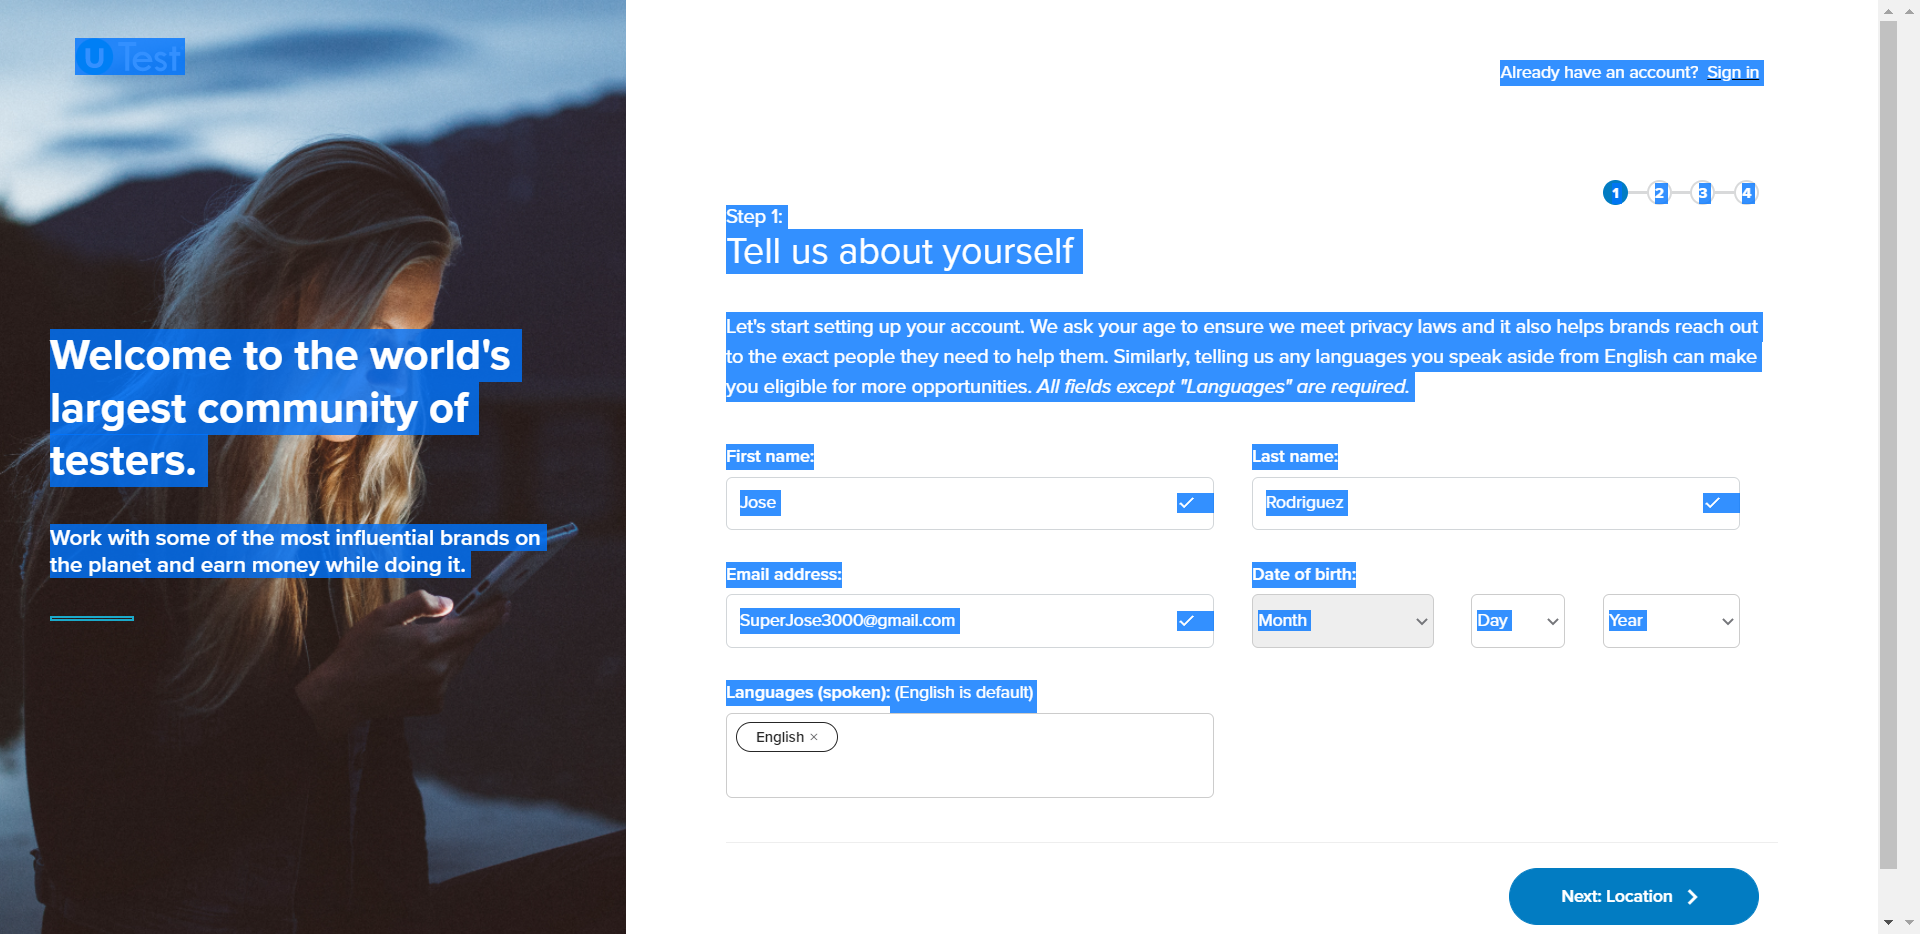 u Test
Already have an account? Sign in
1 2 3 4
Step 1:
Tell us about yourself
Let's start setting up your account. We ask your age to ensure we meet privacy laws and it also helps brands reach out
to the exact people they need to help them. Similarly, telling us any languages you speak aside from English can make
you eligible for more opportunities. All fields except "Languages" are required.
Welcome to the world's
largest community of
testers.
Work with some of the most influential brands on
the planet and earn money while doing it.
First name:
Last name:
Jose
Rodriguez
Email address:
Date of birth:
SuperJose3000@gmail.com
Month
Day
Year
Languages (spoken): (English is default)
English ×
Next: Location